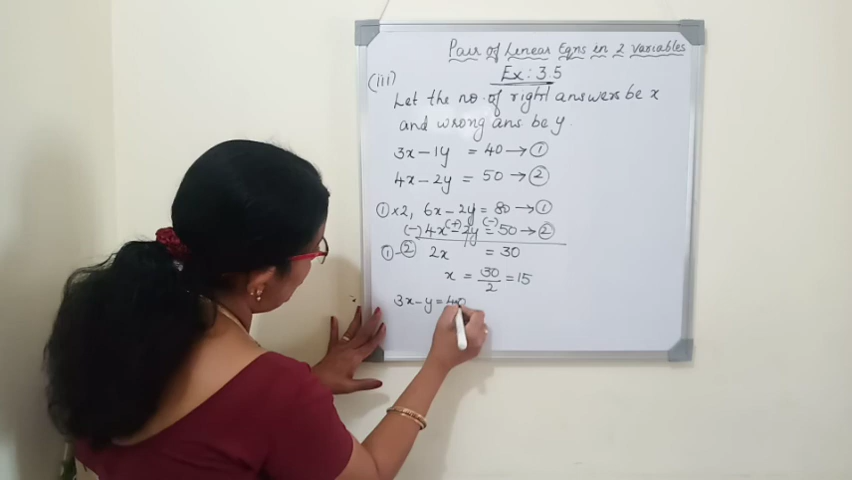 Pair of Linear Eqns in 2 Variables
Ex: 3.5
(iii)
Let the no. of right answers be x
and wrong ans be y.
3x - 1y = 40 → ①
4x - 2y = 50 → ②
① × 2, 6x - 2y = 80 → ①
(-) 4x (+) - 2y (-) = 50 → ②
① - ② 2x = 30
x = 30/2 = 15
3x - y = 40